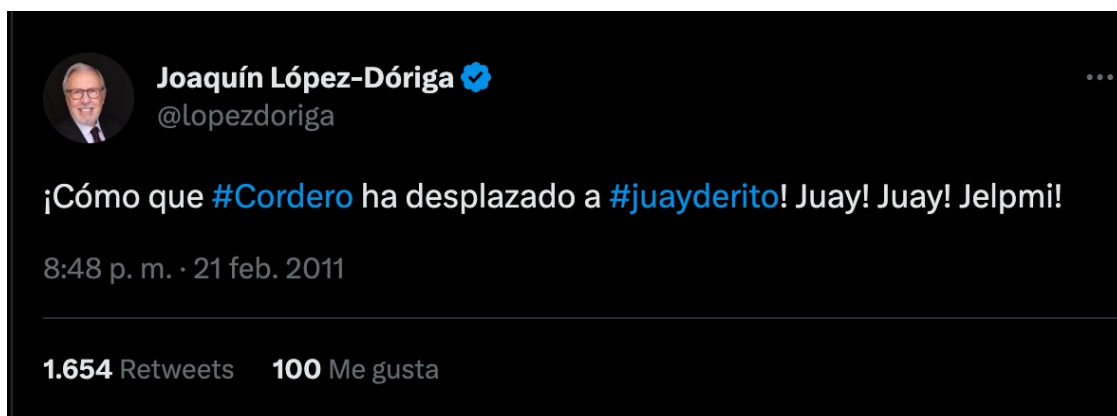 Joaquín López-Dóriga
@lopezdoriga
¡Cómo que #Cordero ha desplazado a #juayderito! Juay! Juay! Jelpmi!
8:48 p. m. · 21 feb. 2011
1.654 Retweets 100 Me gusta